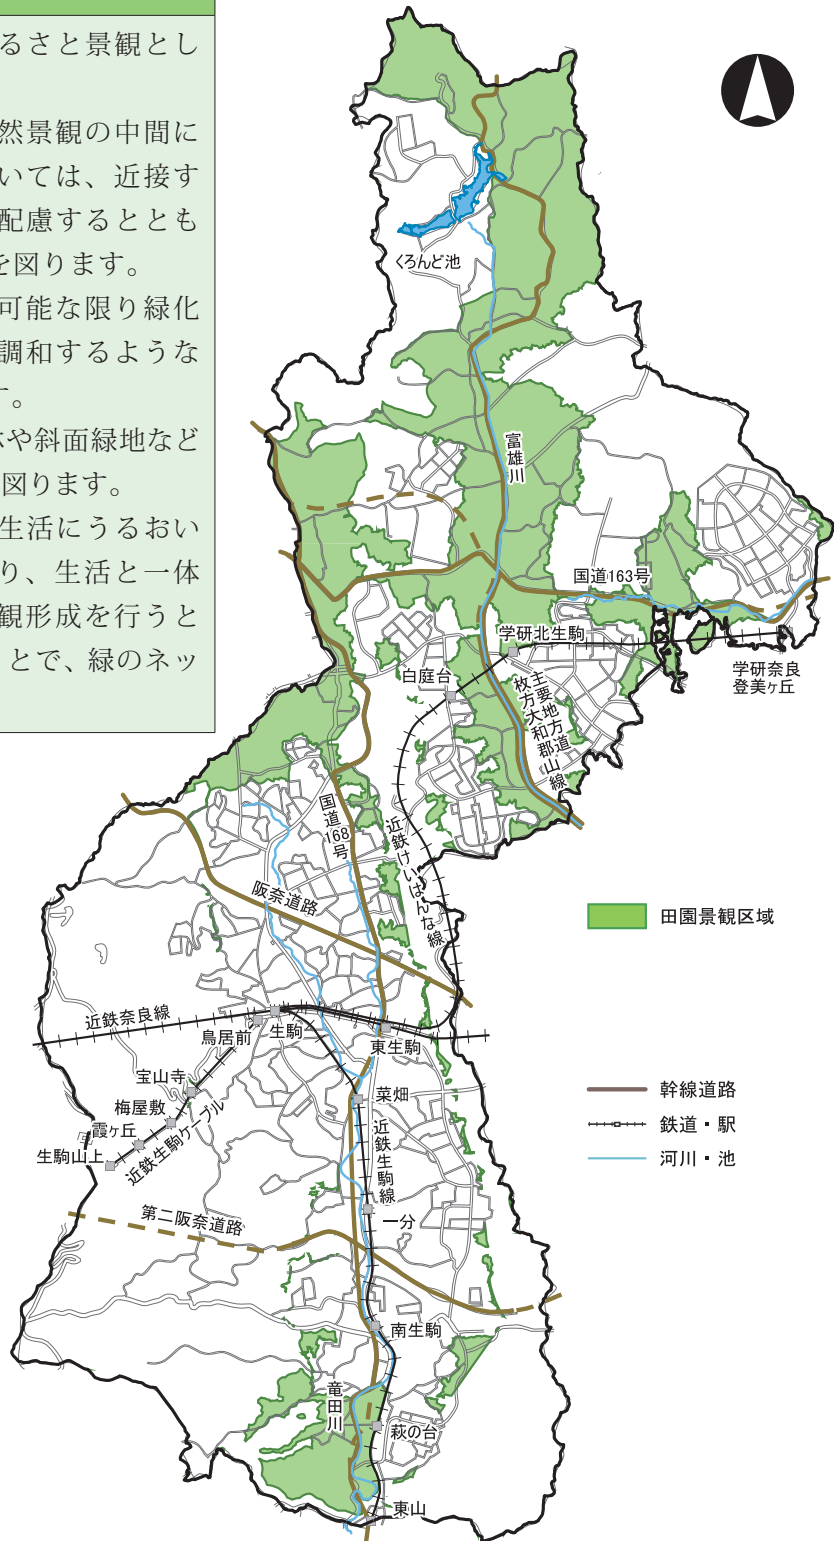 るさと景観とし
然景観の中間に
いては、近接す
配慮するととも
を図ります。
可能な限り緑化
調和するような
す。
林や斜面緑地など
図ります。
生活にうるおい
り、生活と一体
観形成を行うと
ことで、緑のネッ
くろんど池
富雄川
国道163号
学研北生駒
学研奈良
登美ヶ丘
白庭台
主要地方道
枚方大和郡山線
国道168号
近鉄けいはんな線
阪奈道路
田園景観区域
近鉄奈良線
鳥居前
生駒
東生駒
宝山寺
梅屋敷
霞ヶ丘
生駒山上
近鉄生駒ケーブル
菜畑
近鉄生駒線
幹線道路
鉄道・駅
河川・池
第二阪奈道路
一分
南生駒
竜田川
萩の台
東山